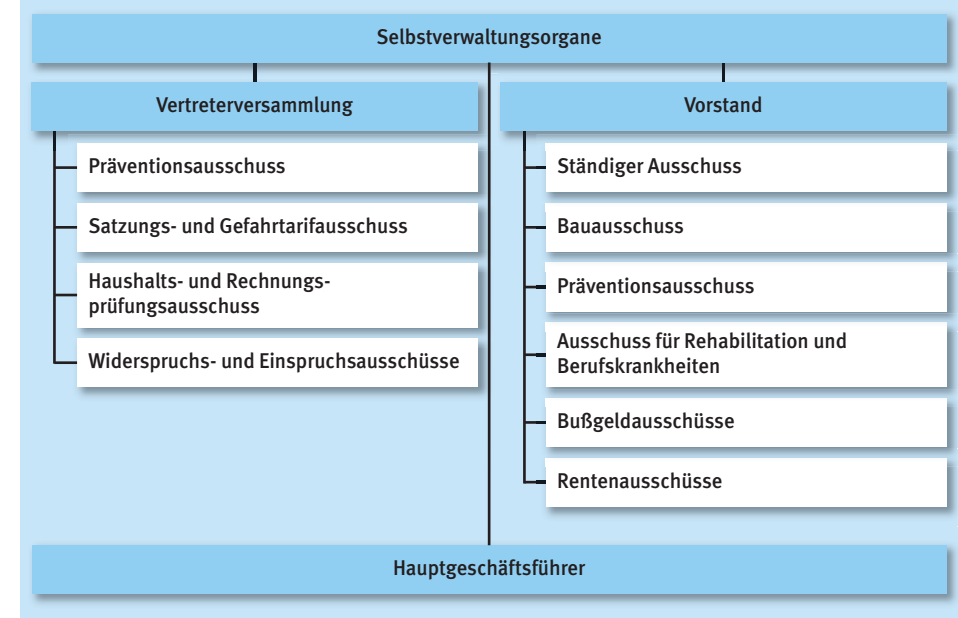 Selbstverwaltungsorgane
Vertreterversammlung
Präventionsausschuss
Satzungs- und Gefahrtarifausschuss
Haushalts- und Rechnungs-
prüfungsausschuss
Widerspruchs- und Einspruchsausschüsse
Vorstand
Ständiger Ausschuss
Bauausschuss
Präventionsausschuss
Ausschuss für Rehabilitation und
Berufskrankheiten
Bußgeldausschüsse
Rentenausschüsse
Hauptgeschäftsführer